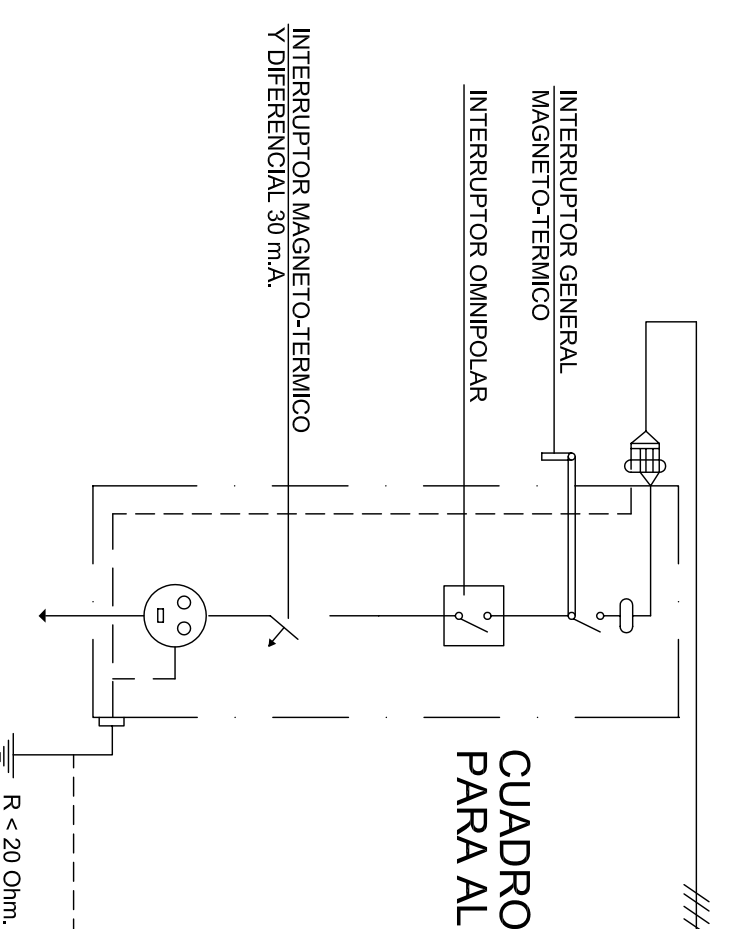 INTERRUPTOR GENERAL
MAGNETO-TERMICO
INTERRUPTOR OMNIPOLAR
INTERRUPTOR MAGNETO-TERMICO
Y DIFERENCIAL 30 m.A.
CUADRO
PARA AL
R < 20 Ohm.